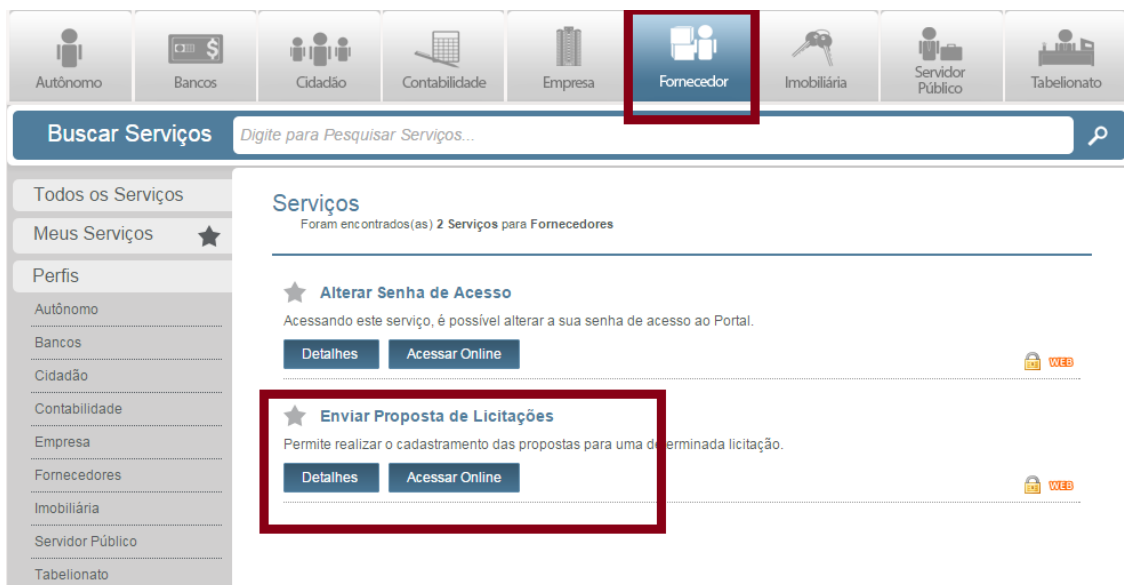 Autônomo
Bancos
Cidadão
Contabilidade
Empresa
Fornecedor
Imobiliária
Servidor
Público
Tabelionato
Buscar Serviços
Digite para Pesquisar Serviços...
Todos os Serviços
Meus Serviços
Perfis
Autônomo
Bancos
Cidadão
Contabilidade
Empresa
Fornecedores
Imobiliária
Servidor Público
Tabelionato
Serviços
Foram encontrados(as) 2 Serviços para Fornecedores
Alterar Senha de Acesso
Acessando este serviço, é possível alterar a sua senha de acesso ao Portal.
Detalhes
Acessar Online
WEB
Enviar Proposta de Licitações
Permite realizar o cadastramento das propostas para uma determinada licitação.
Detalhes
Acessar Online
WEB